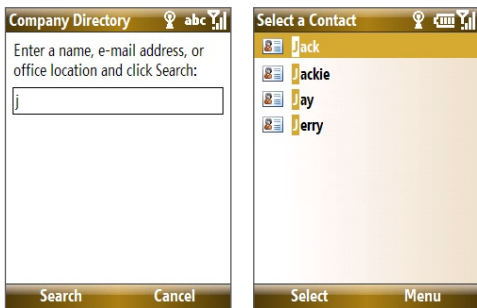 Company Directory abc
Enter a name, e-mail address, or
office location and click Search:
j
Search Cancel
Select a Contact
Jack
Jackie
Jay
Jerry
Select Menu